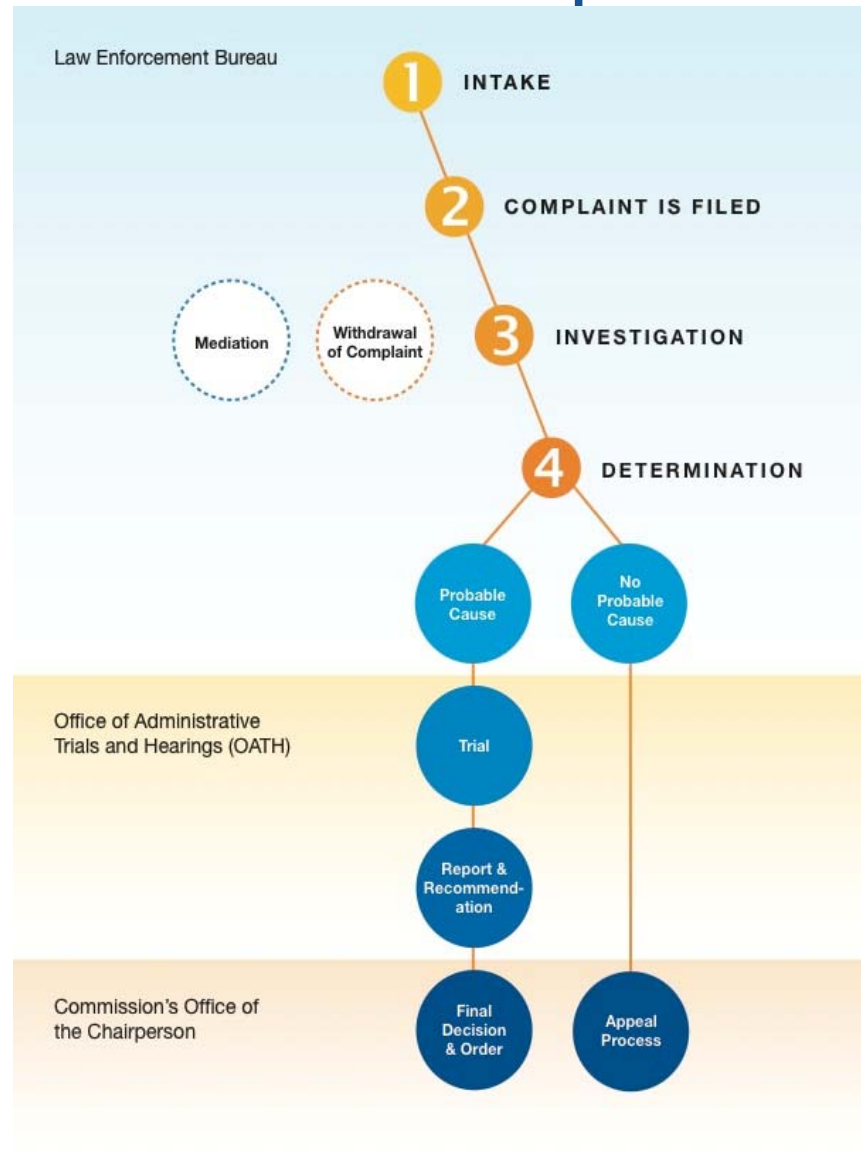 Law Enforcement Bureau
1 INTAKE
2 COMPLAINT IS FILED
Mediation
Withdrawal
of Complaint
3 INVESTIGATION
4 DETERMINATION
Probable
Cause
No
Probable
Cause
Office of Administrative
Trials and Hearings (OATH)
Trial
Report &
Recommend-
ation
Commission's Office of
the Chairperson
Final
Decision
& Order
Appeal
Process